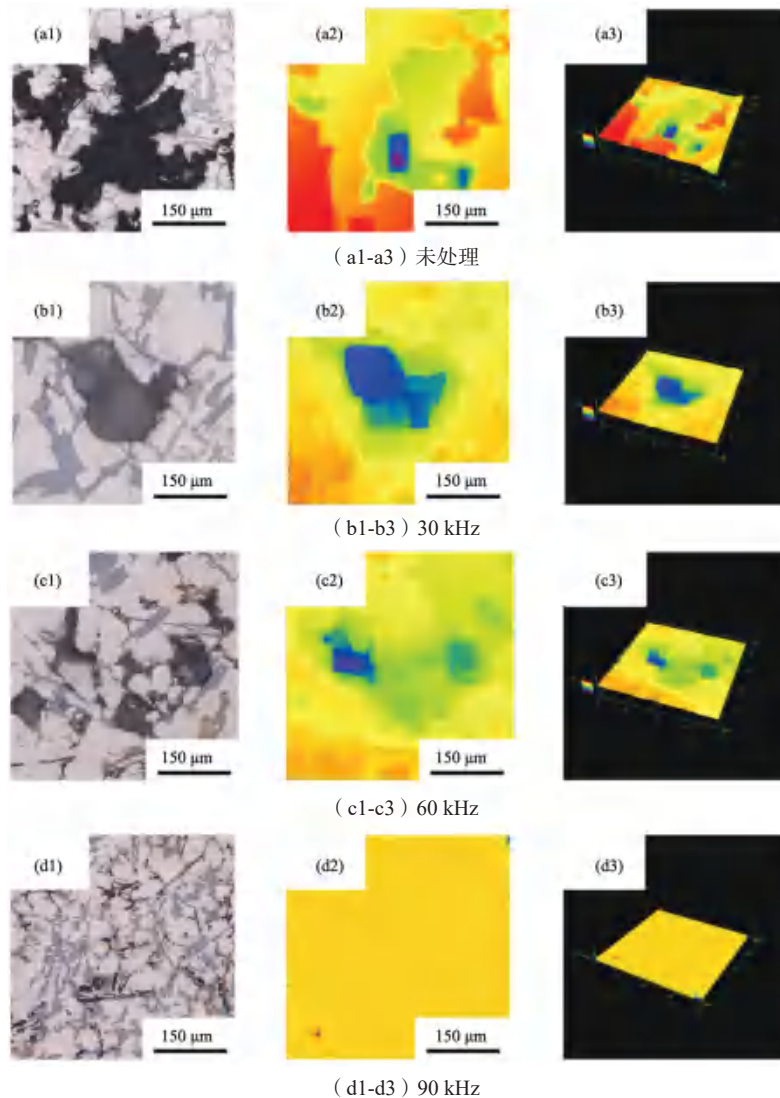 (a1) (a2) (a3)
150 μm 150 μm
（a1-a3）未处理
(b1) (b2) (b3)
150 μm 150 μm
（b1-b3）30 kHz
(c1) (c2) (c3)
150 μm 150 μm
（c1-c3）60 kHz
(d1) (d2) (d3)
150 μm 150 μm
（d1-d3）90 kHz